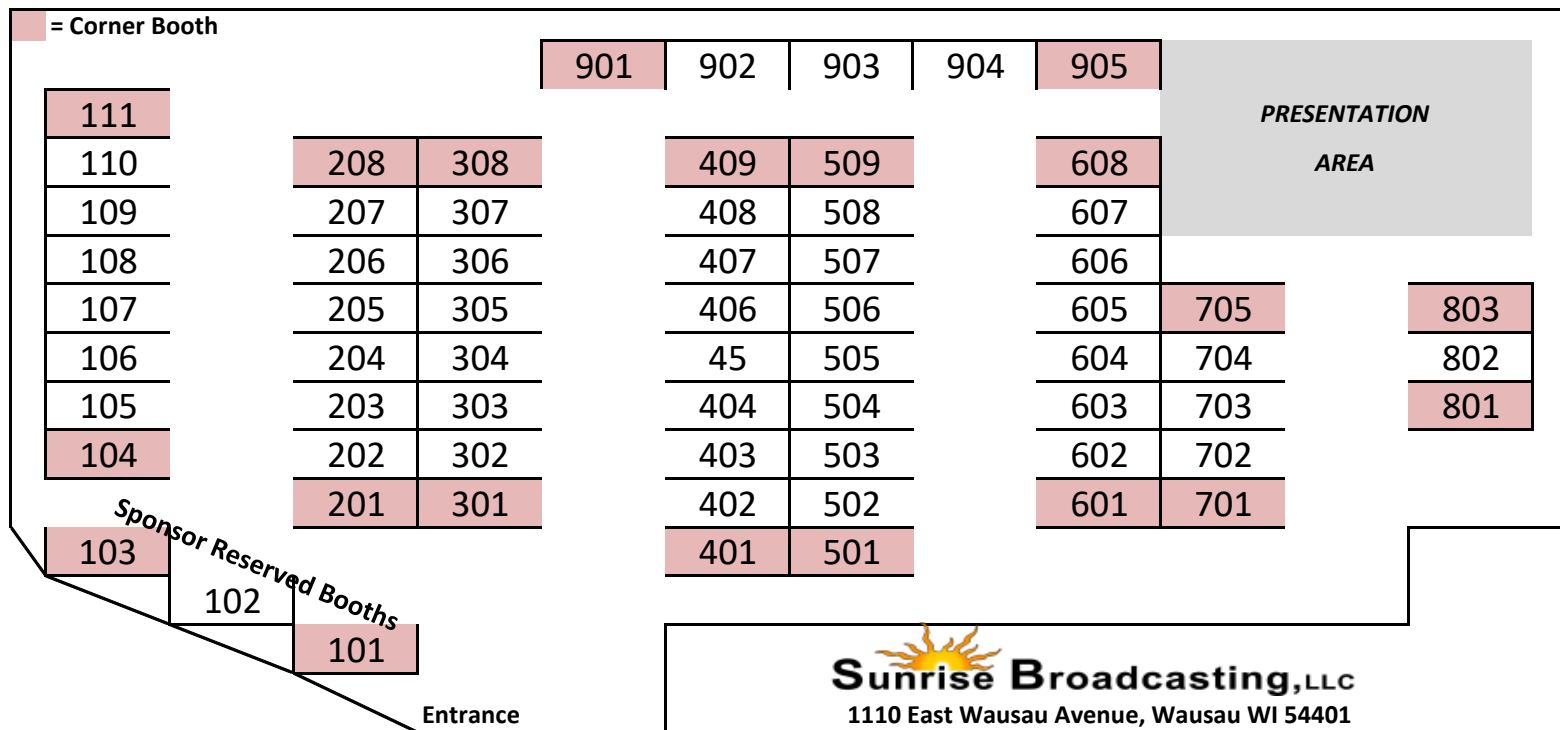 = Corner Booth
901 902 903 904 905
111
PRESENTATION
110 208 308 409 509 608
AREA
109 207 307 408 508 607
108 206 306 407 507 606
107 205 305 406 506 605 705 803
106 204 304 45 505 604 704 802
105 203 303 404 504 603 703 801
104 202 302 403 503 602 702
201 301 402 502 601 701
Sponsor Reserved Booths
103 401 501
102
101
Sunrise Broadcasting,LLC
Entrance
1110 East Wausau Avenue, Wausau WI 54401